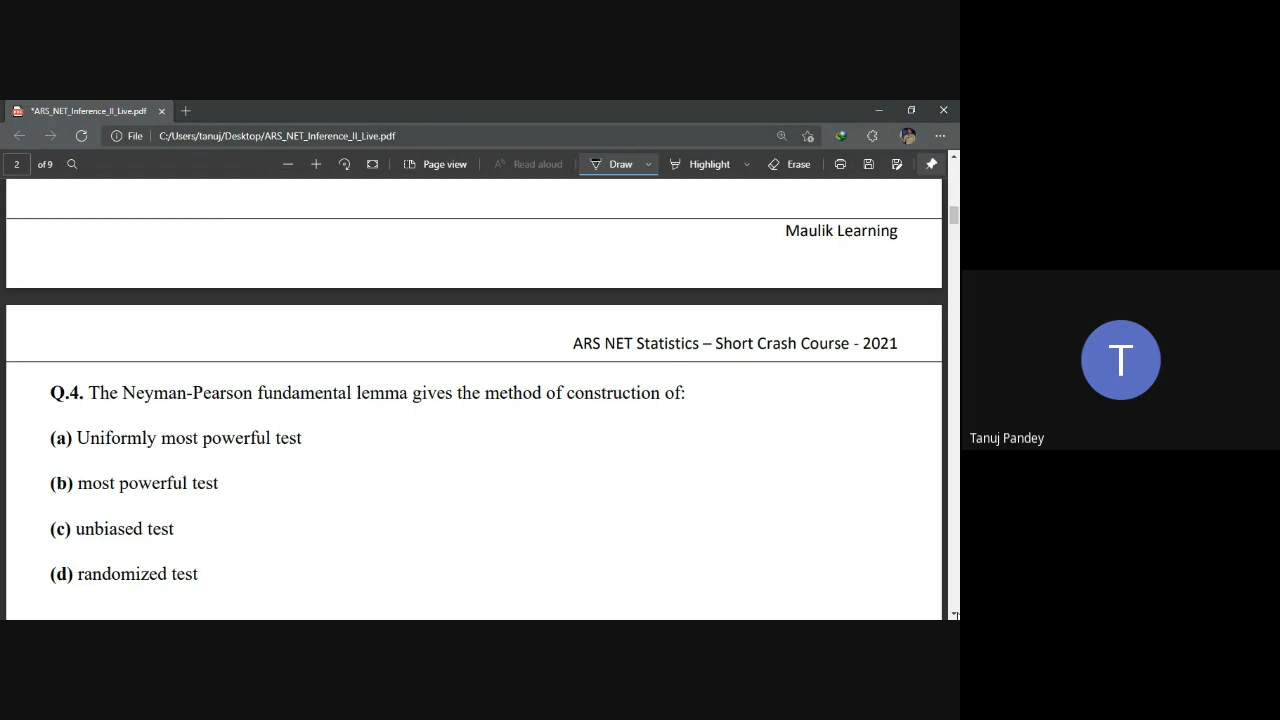 *ARS_NET_Inference_II_Live.pdf
File C:/Users/tanuj/Desktop/ARS_NET_Inference_II_Live.pdf
2 of 9 Page view Read aloud Draw Highlight Erase
Maulik Learning
ARS NET Statistics – Short Crash Course - 2021
Q.4. The Neyman-Pearson fundamental lemma gives the method of construction of:
(a) Uniformly most powerful test
(b) most powerful test
(c) unbiased test
(d) randomized test
T
Tanuj Pandey